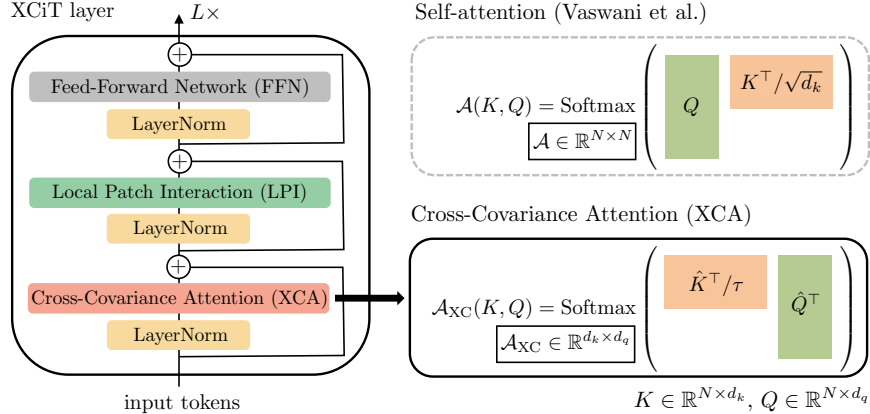 XCiT layer
L×
Feed-Forward Network (FFN)
LayerNorm
Local Patch Interaction (LPI)
LayerNorm
Cross-Covariance Attention (XCA)
LayerNorm
input tokens
Self-attention (Vaswani et al.)
𝒜(K, Q) = Softmax ( Q K⊤/√dₖ )
𝒜 ∈ ℝ^{N×N}
Cross-Covariance Attention (XCA)
𝒜_XC(K, Q) = Softmax ( K̂⊤/τ Q̂⊤ )
𝒜_XC ∈ ℝ^{d_k×d_q}
K ∈ ℝ^{N×d_k}, Q ∈ ℝ^{N×d_q}